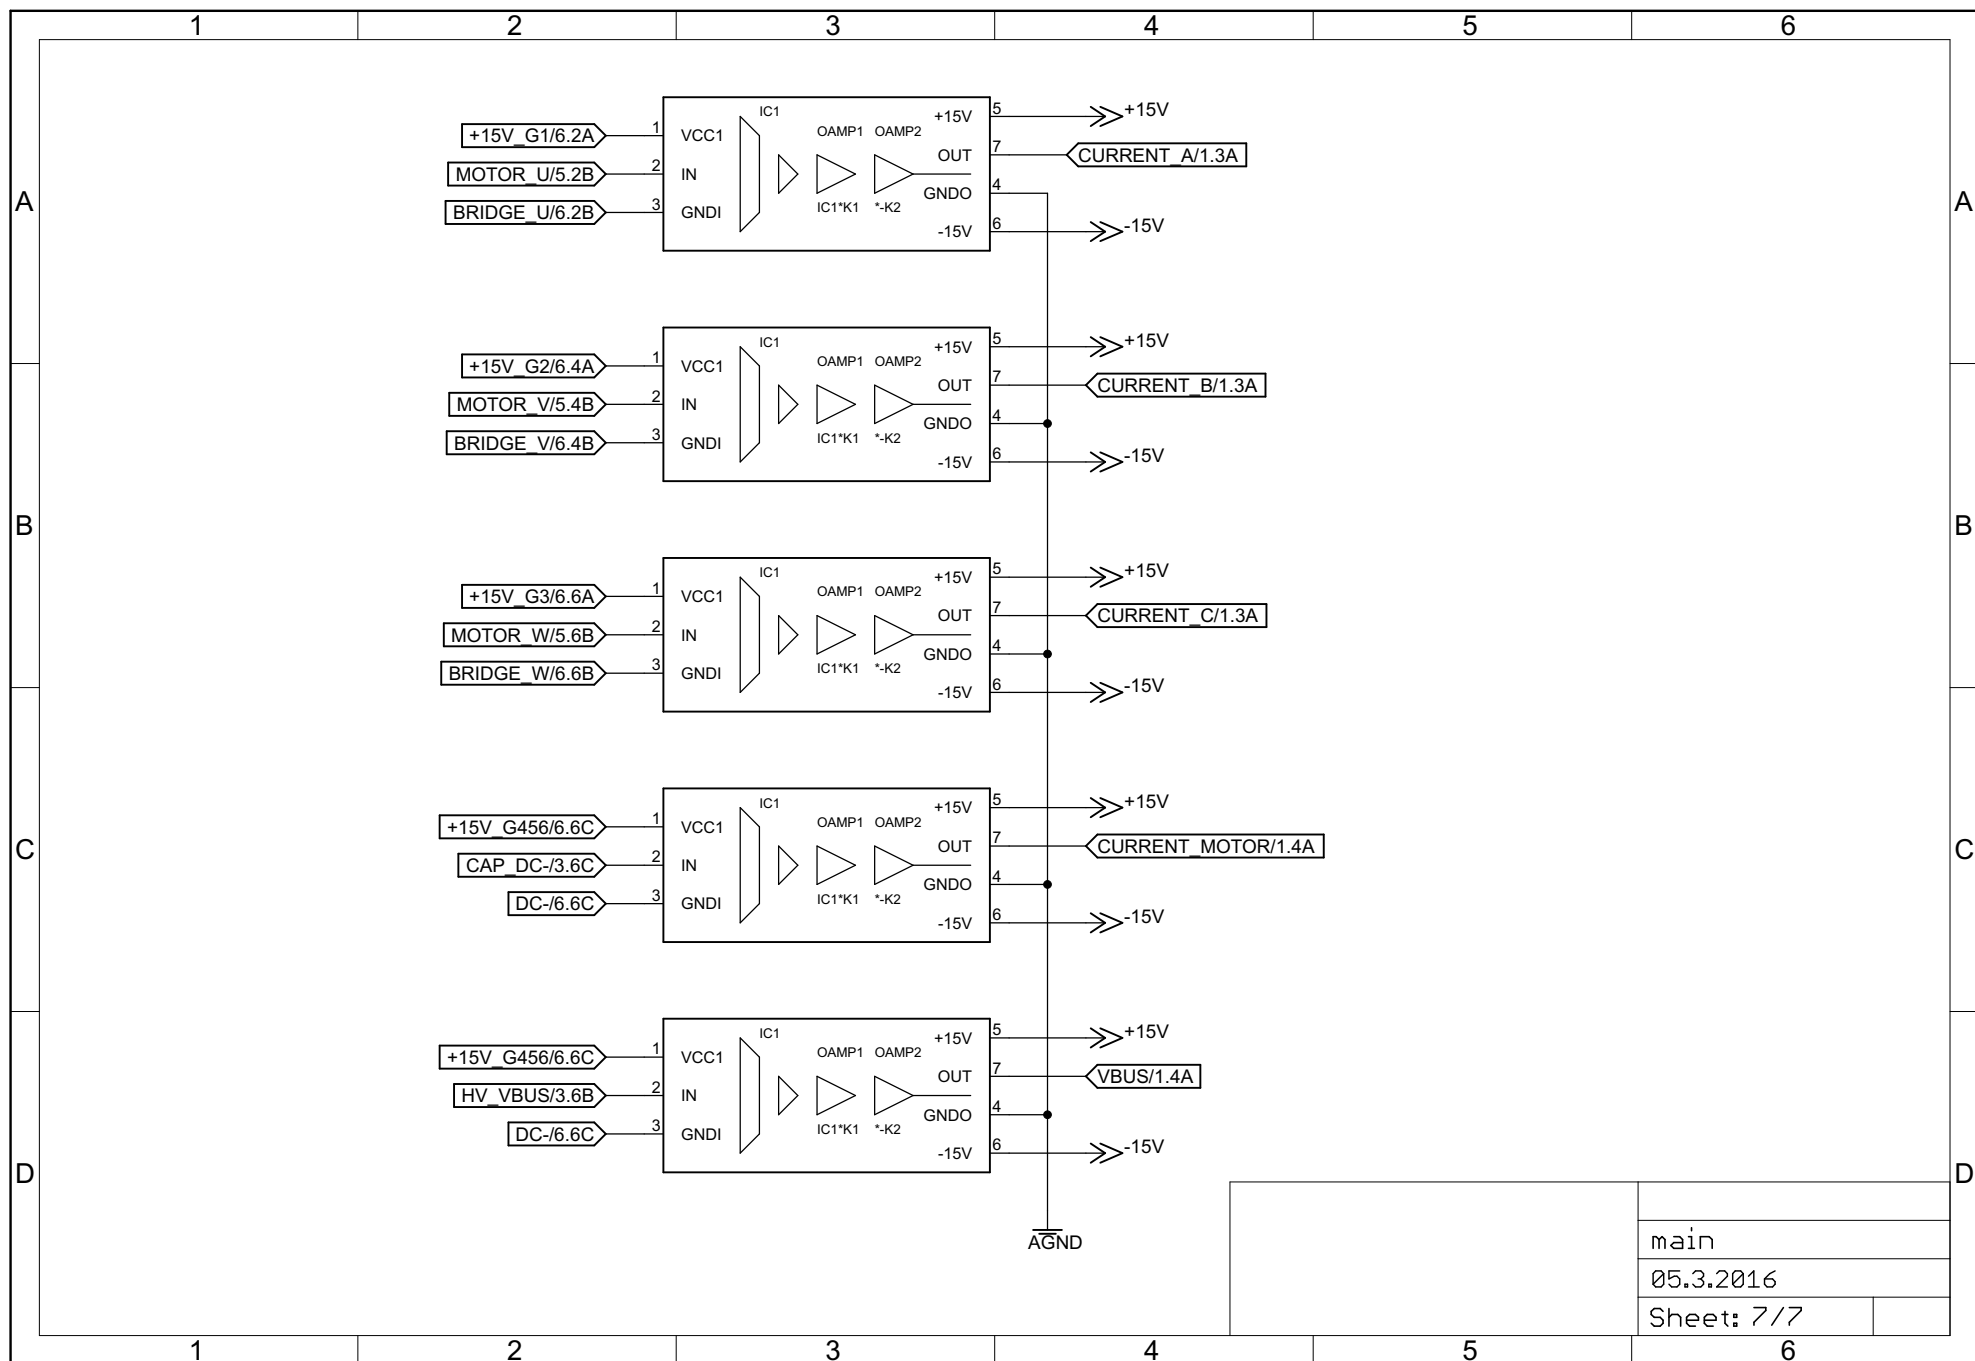 1 2 3 4 5 6
A A
IC1
+15V 5 +15V
+15V_G1/6.2A 1 VCC1 OAMP1 OAMP2
OUT 7 CURRENT_A/1.3A
MOTOR_U/5.2B 2 IN
GNDO 4
BRIDGE_U/6.2B 3 GNDI IC1*K1 *-K2
-15V 6 -15V
IC1
+15V 5 +15V
+15V_G2/6.4A 1 VCC1 OAMP1 OAMP2
OUT 7 CURRENT_B/1.3A
MOTOR_V/5.4B 2 IN
GNDO 4
BRIDGE_V/6.4B 3 GNDI IC1*K1 *-K2
-15V 6 -15V
B B
IC1
+15V 5 +15V
+15V_G3/6.6A 1 VCC1 OAMP1 OAMP2
OUT 7 CURRENT_C/1.3A
MOTOR_W/5.6B 2 IN
GNDO 4
BRIDGE_W/6.6B 3 GNDI IC1*K1 *-K2
-15V 6 -15V
IC1
+15V 5 +15V
+15V_G456/6.6C 1 VCC1 OAMP1 OAMP2
OUT 7 CURRENT_MOTOR/1.4A
C C
CAP_DC-/3.6C 2 IN
GNDO 4
DC-/6.6C 3 GNDI IC1*K1 *-K2
-15V 6 -15V
IC1
+15V 5 +15V
+15V_G456/6.6C 1 VCC1 OAMP1 OAMP2
OUT 7 VBUS/1.4A
HV_VBUS/3.6B 2 IN
GNDO 4
DC-/6.6C 3 GNDI IC1*K1 *-K2
-15V 6 -15V
D D
AGND
main
05.3.2016
Sheet: 7/7
1 2 3 4 5 6